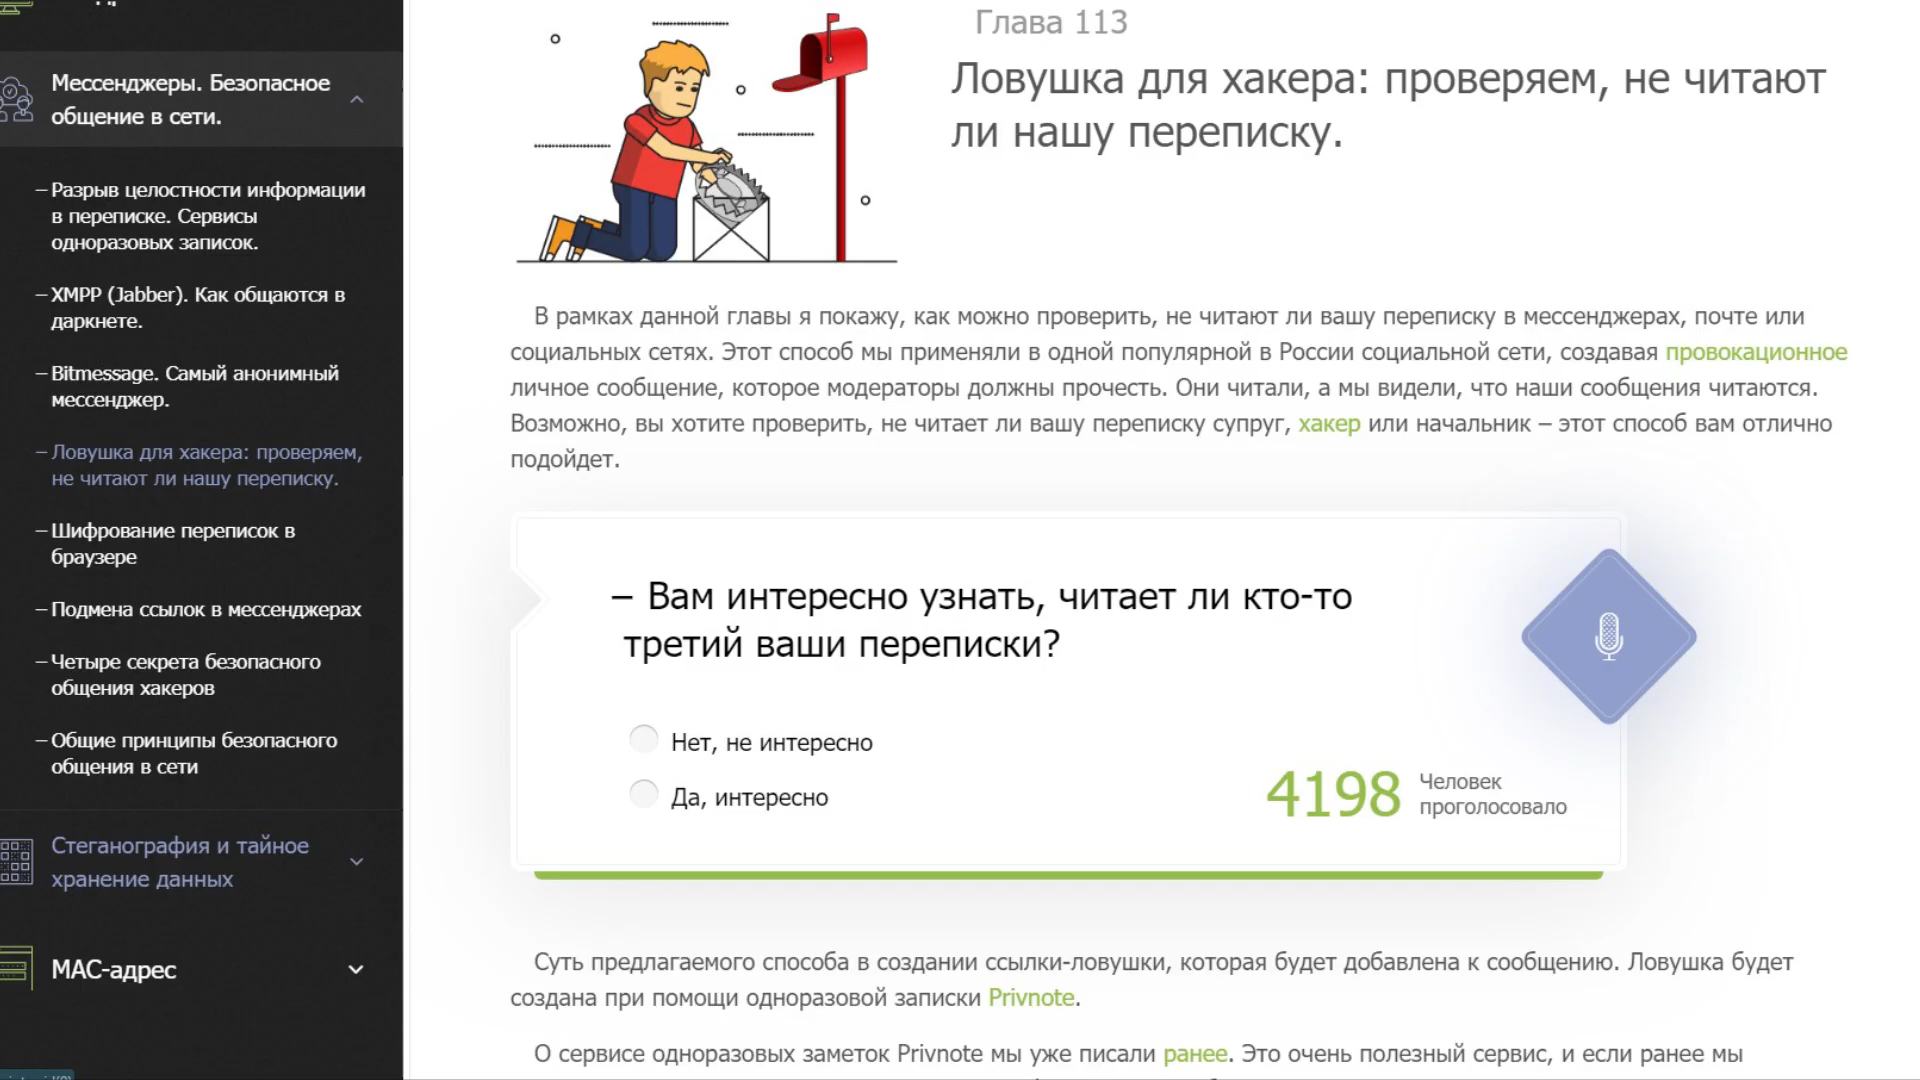 Мессенджеры. Безопасное
общение в сети.
– Разрыв целостности информации
в переписке. Сервисы
одноразовых записок.
– XMPP (Jabber). Как общаются в
даркнете.
– Bitmessage. Самый анонимный
мессенджер.
– Ловушка для хакера: проверяем,
не читают ли нашу переписку.
– Шифрование переписок в
браузере
– Подмена ссылок в мессенджерах
– Четыре секрета безопасного
общения хакеров
– Общие принципы безопасного
общения в сети
Стеганография и тайное
хранение данных
МАС-адрес
Глава 113
Ловушка для хакера: проверяем, не читают
ли нашу переписку.
В рамках данной главы я покажу, как можно проверить, не читают ли вашу переписку в мессенджерах, почте или
социальных сетях. Этот способ мы применяли в одной популярной в России социальной сети, создавая провокационное
личное сообщение, которое модераторы должны прочесть. Они читали, а мы видели, что наши сообщения читаются.
Возможно, вы хотите проверить, не читает ли вашу переписку супруг, хакер или начальник – этот способ вам отлично
подойдет.
– Вам интересно узнать, читает ли кто-то
третий ваши переписки?
Нет, не интересно
Да, интересно
4198 Человек
проголосовало
Суть предлагаемого способа в создании ссылки-ловушки, которая будет добавлена к сообщению. Ловушка будет
создана при помощи одноразовой записки Privnote.
О сервисе одноразовых заметок Privnote мы уже писали ранее. Это очень полезный сервис, и если ранее мы